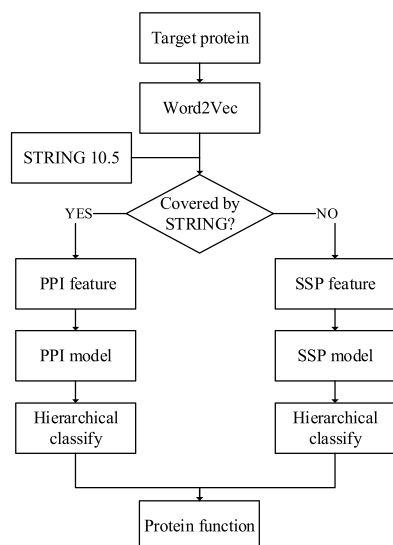 Target protein
Word2Vec
STRING 10.5
Covered by
STRING?
YES
NO
PPI feature
SSP feature
PPI model
SSP model
Hierarchical
classify
Hierarchical
classify
Protein function